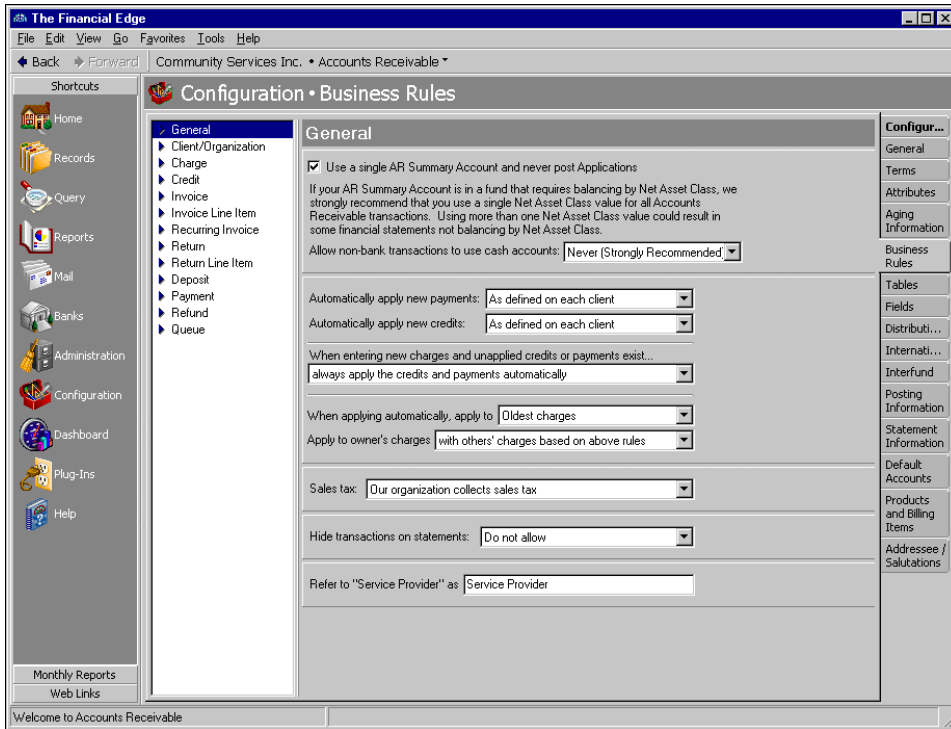 The Financial Edge
File Edit View Go Favorites Tools Help
Back Forward Community Services Inc. • Accounts Receivable
Shortcuts
Home
Records
Query
Reports
Mail
Banks
Administration
Configuration
Dashboard
Plug-Ins
Help
Monthly Reports
Web Links
Configuration • Business Rules
General
Client/Organization
Charge
Credit
Invoice
Invoice Line Item
Recurring Invoice
Return
Return Line Item
Deposit
Payment
Refund
Queue
General
Use a single AR Summary Account and never post Applications
If your AR Summary Account is in a fund that requires balancing by Net Asset Class, we
strongly recommend that you use a single Net Asset Class value for all Accounts
Receivable transactions. Using more than one Net Asset Class value could result in
some financial statements not balancing by Net Asset Class.
Allow non-bank transactions to use cash accounts: Never (Strongly Recommended)
Automatically apply new payments: As defined on each client
Automatically apply new credits: As defined on each client
When entering new charges and unapplied credits or payments exist...
always apply the credits and payments automatically
When applying automatically, apply to Oldest charges
Apply to owner's charges with others' charges based on above rules
Sales tax: Our organization collects sales tax
Hide transactions on statements: Do not allow
Refer to "Service Provider" as Service Provider
Configur...
General
Terms
Attributes
Aging
Information
Business
Rules
Tables
Fields
Distributi...
Internati...
Interfund
Posting
Information
Statement
Information
Default
Accounts
Products
and Billing
Items
Addressee /
Salutations
Welcome to Accounts Receivable